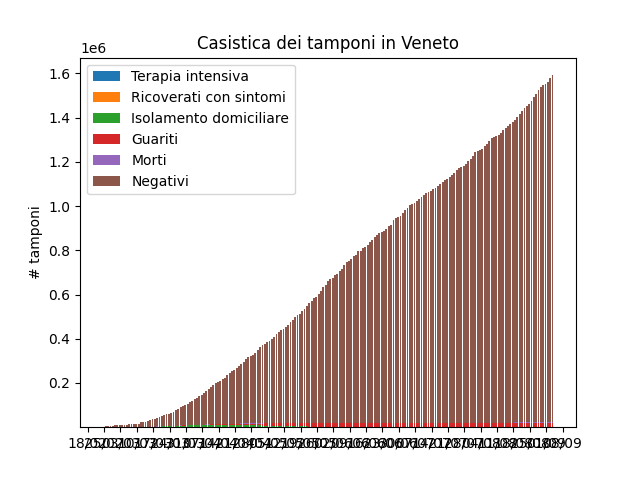 Casistica dei tamponi in Veneto
1e6
1.6
1.4
1.2
1.0
0.8
0.6
0.4
0.2
# tamponi
Terapia intensiva
Ricoverati con sintomi
Isolamento domiciliare
Guariti
Morti
Negativi